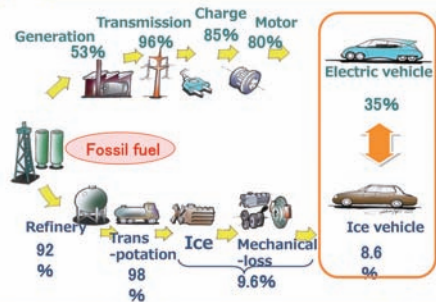 Generation
53%
Transmission
96%
Charge
85%
Motor
80%
Electric vehicle
35%
Fossil fuel
Refinery
92
%
Trans
-potation
98
%
Ice
Mechanical
-loss
9.6%
Ice vehicle
8.6
%